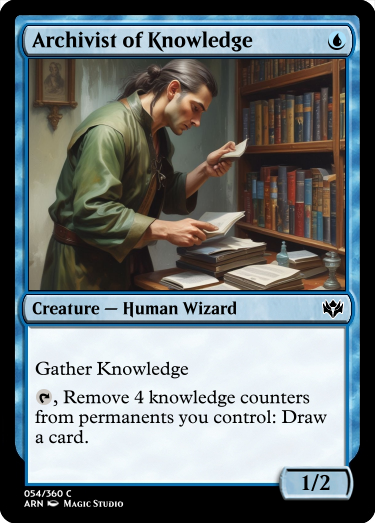 Archivist of Knowledge
Creature — Human Wizard
Gather Knowledge
, Remove 4 knowledge counters
from permanents you control: Draw
a card.
1/2
054/360 C
ARN Magic Studio